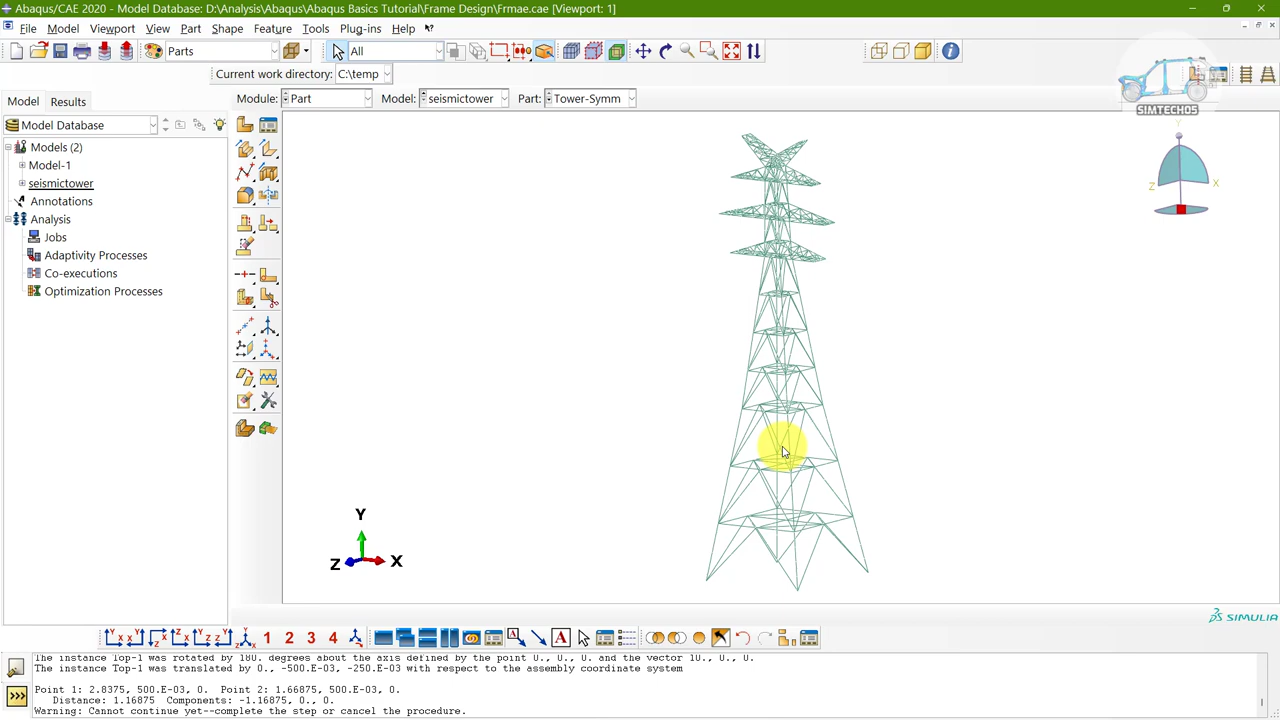 Abaqus/CAE 2020 - Model Database: D:\Analysis\Abaqus\Abaqus Basics Tutorial\Frame Design\Frmae.cae [Viewport: 1]
File Model Viewport View Part Shape Feature Tools Plug-ins Help
Parts All
Current work directory: C:\temp
Model Results Module: Part Model: seismictower Part: Tower-Symm
SIMTECH05
Model Database
Models (2)
Model-1
seismictower
Annotations
Analysis
Jobs
Adaptivity Processes
Co-executions
Optimization Processes
Y
Z X
Y
Z X
SIMULIA
1 2 3 4 A
The instance Top-1 was rotated by 180. degrees about the axis defined by the point 0., 0., 0. and the vector 10., 0., 0.
The instance Top-1 was translated by 0., -500.E-03, -250.E-03 with respect to the assembly coordinate system
Point 1: 2.8375, 500.E-03, 0. Point 2: 1.66875, 500.E-03, 0.
Distance: 1.16875 Components: -1.16875, 0., 0.
Warning: Cannot continue yet--complete the step or cancel the procedure.